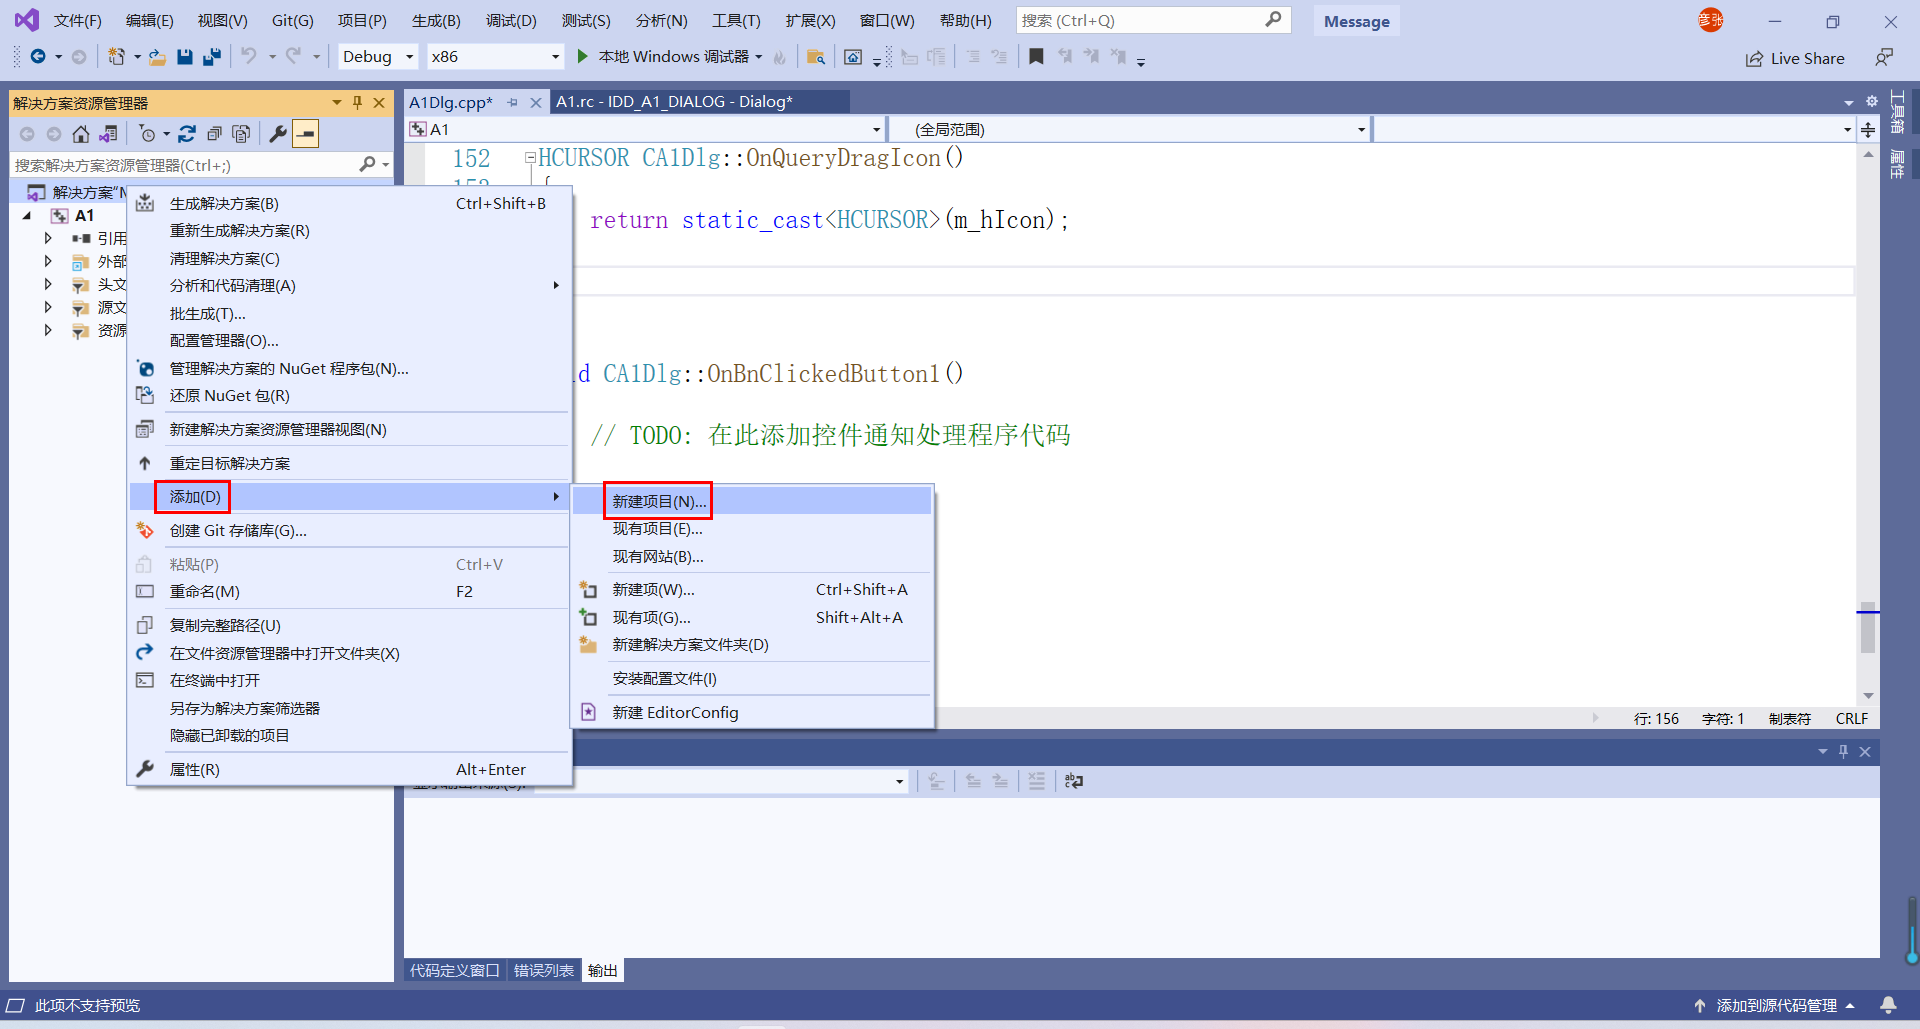 文件(F) 编辑(E) 视图(V) Git(G) 项目(P) 生成(B) 调试(D) 测试(S) 分析(N) 工具(T) 扩展(X) 窗口(W) 帮助(H) 搜索 (Ctrl+Q) Message 彦张
Debug x86 本地 Windows 调试器 Live Share
解决方案资源管理器
搜索解决方案资源管理器(Ctrl+;)
解决方案"M
A1
引用
外部
头文
源文
资源
A1Dlg.cpp* A1.rc - IDD_A1_DIALOG - Dialog*
A1 (全局范围)
152 HCURSOR CA1Dlg::OnQueryDragIcon()
153 {
return static_cast<HCURSOR>(m_hIcon);
id CA1Dlg::OnBnClickedButton1()
// TODO: 在此添加控件通知处理程序代码
生成解决方案(B) Ctrl+Shift+B
重新生成解决方案(R)
清理解决方案(C)
分析和代码清理(A)
批生成(T)...
配置管理器(O)...
管理解决方案的 NuGet 程序包(N)...
还原 NuGet 包(R)
新建解决方案资源管理器视图(N)
重定目标解决方案
添加(D)
创建 Git 存储库(G)...
粘贴(P) Ctrl+V
重命名(M) F2
复制完整路径(U)
在文件资源管理器中打开文件夹(X)
在终端中打开
另存为解决方案筛选器
隐藏已卸载的项目
属性(R) Alt+Enter
新建项目(N)...
现有项目(E)...
现有网站(B)...
新建项(W)... Ctrl+Shift+A
现有项(G)... Shift+Alt+A
新建解决方案文件夹(D)
安装配置文件(I)
新建 EditorConfig
工具箱
属性
行: 156 字符: 1 制表符 CRLF
代码定义窗口 错误列表 输出
此项不支持预览 添加到源代码管理